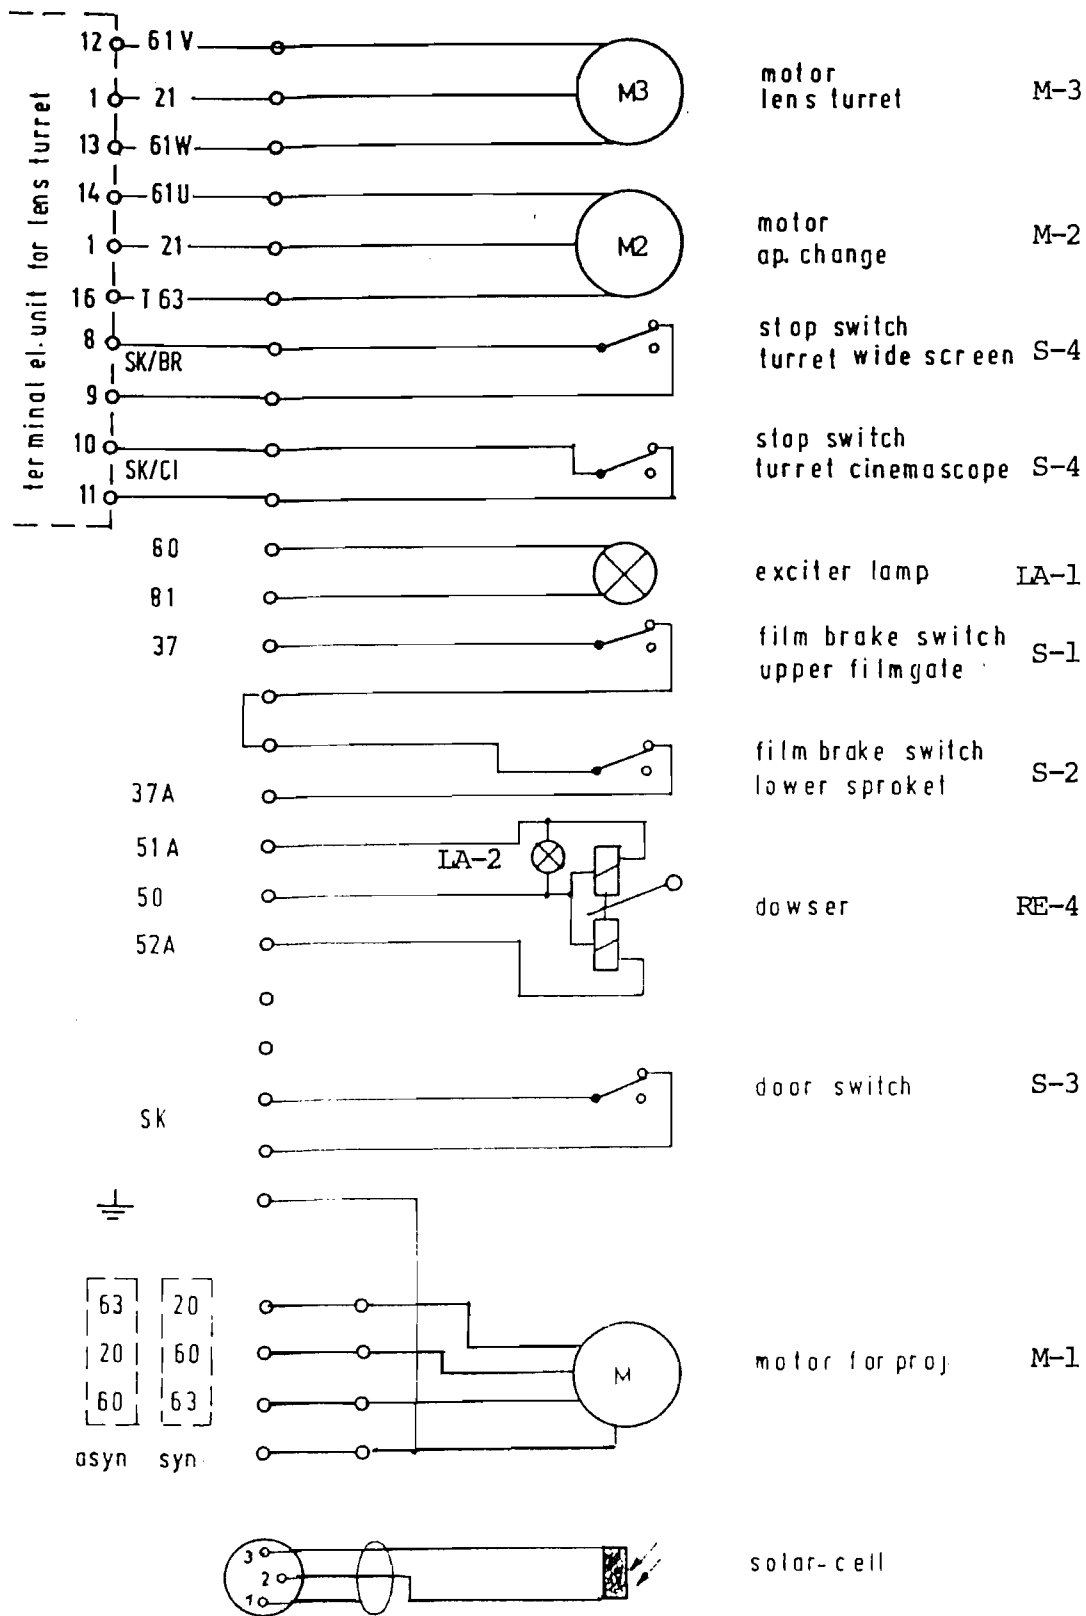 terminal el.-unit for lens turret
12 61V
1 21
13 61W
M3
motor
lens turret
M-3
14 61U
1 21
16 T 63
M2
motor
ap. change
M-2
8
SK/BR
9
stop switch
turret wide screen
S-4
10
SK/CI
11
stop switch
turret cinemascope
S-4
80
81
exciter lamp
LA-1
37
film brake switch
upper filmgate
S-1
37A
film brake switch
lower sproket
S-2
51A
50
52A
LA-2
dowser
RE-4
SK
door switch
S-3
63 20
20 60
60 63
asyn syn.
M
motor for proj
M-1
3
2
1
solar-cell